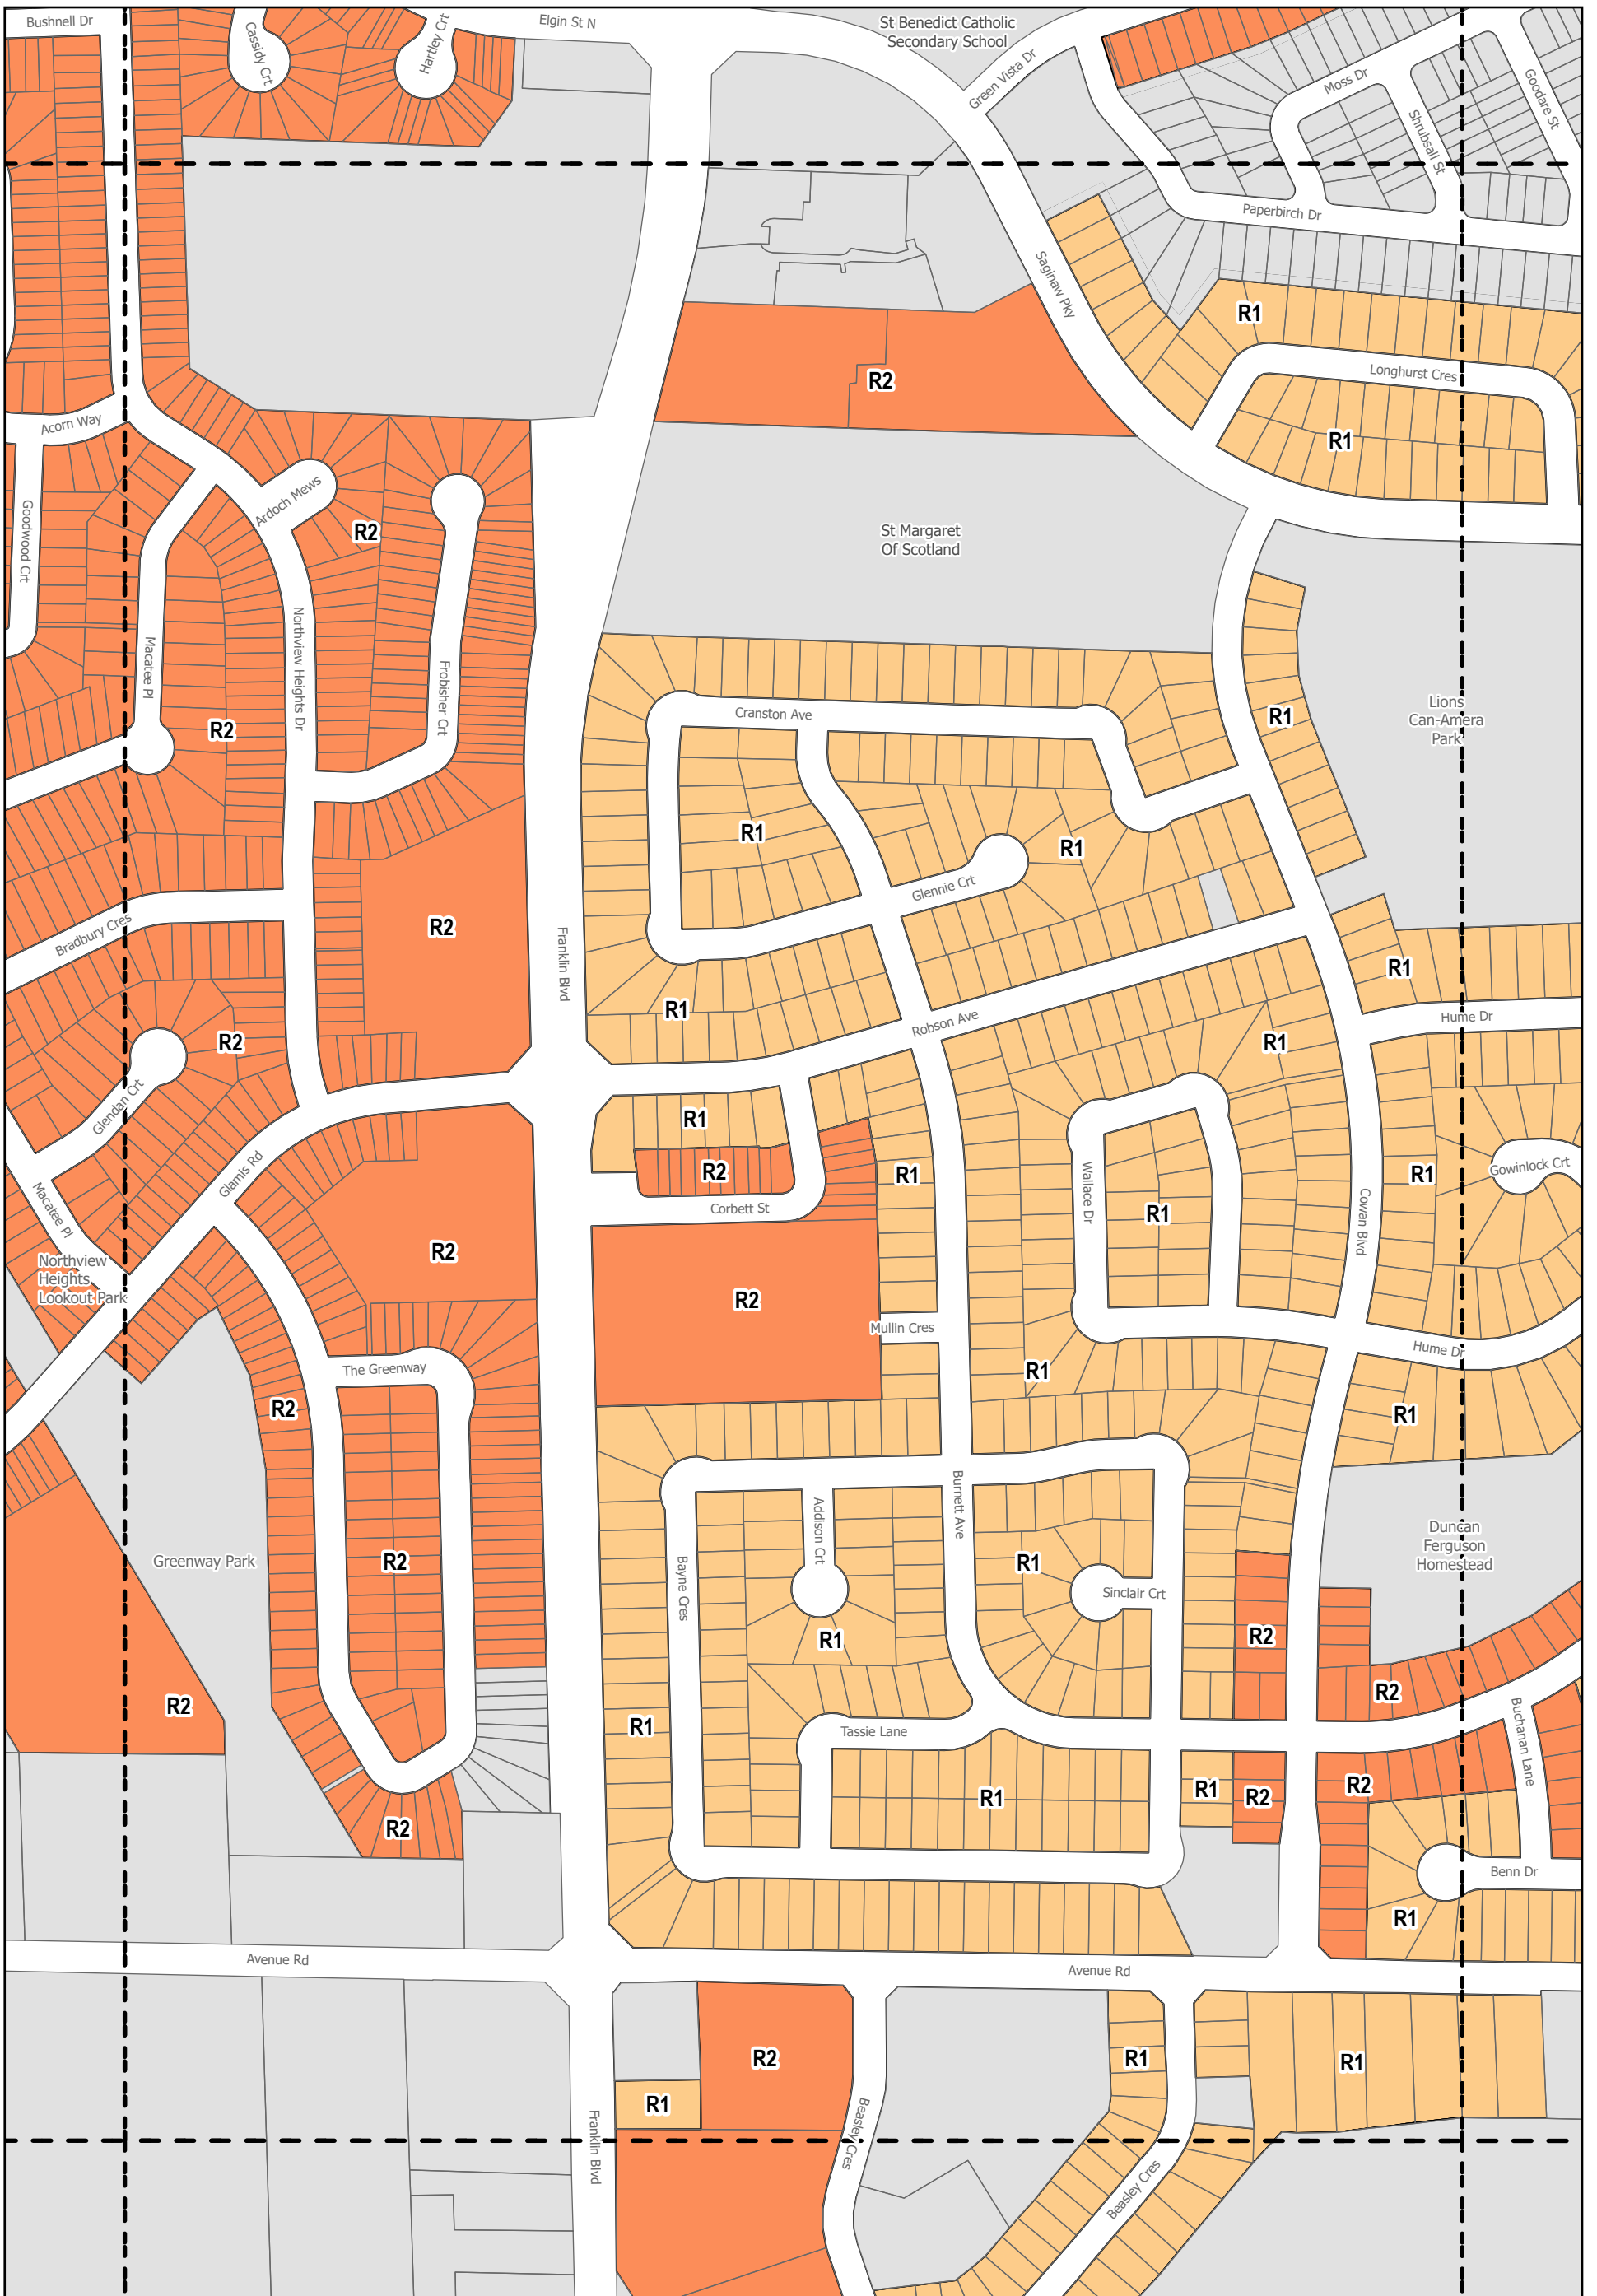 Bushnell Dr
Cassidy Crt
Hartley Crt
Elgin St N
St Benedict Catholic
Secondary School
Green Vista Dr
Moss Dr
Shrubsall St
Goodare St
Paperbirch Dr
Saginaw Pky
R1
Longhurst Cres
R2
R1
Acorn Way
Goodwood Crt
Ardoch Mews
R2
St Margaret
Of Scotland
Macatee Pl
Northview Heights Dr
Frobisher Crt
R2
Cranston Ave
R1
Lions
Can-Amera
Park
R1
R1
Glennie Crt
Bradbury Cres
R2
Franklin Blvd
R1
R1
Robson Ave
Hume Dr
R2
R1
Glendan Crt
R1
R2
R1
Wallace Dr
R1
Cowan Blvd
R1
Gowinlock Crt
Glamis Rd
Macatee Pl
Corbett St
R2
Northview
Heights
Lookout Park
R2
Mullin Cres
Hume Dr
The Greenway
R1
R2
R1
Burnett Ave
Addison Crt
Greenway Park
R2
Bayne Cres
R1
Sinclair Crt
Duncan
Ferguson
Homestead
R1
R2
R2
R2
R1
Tassie Lane
Buchanan Lane
R1
R1
R2
R2
R2
Benn Dr
R1
Avenue Rd
Avenue Rd
R2
R1
R1
R1
Franklin Blvd
Beasley Cres
Beasley Cres